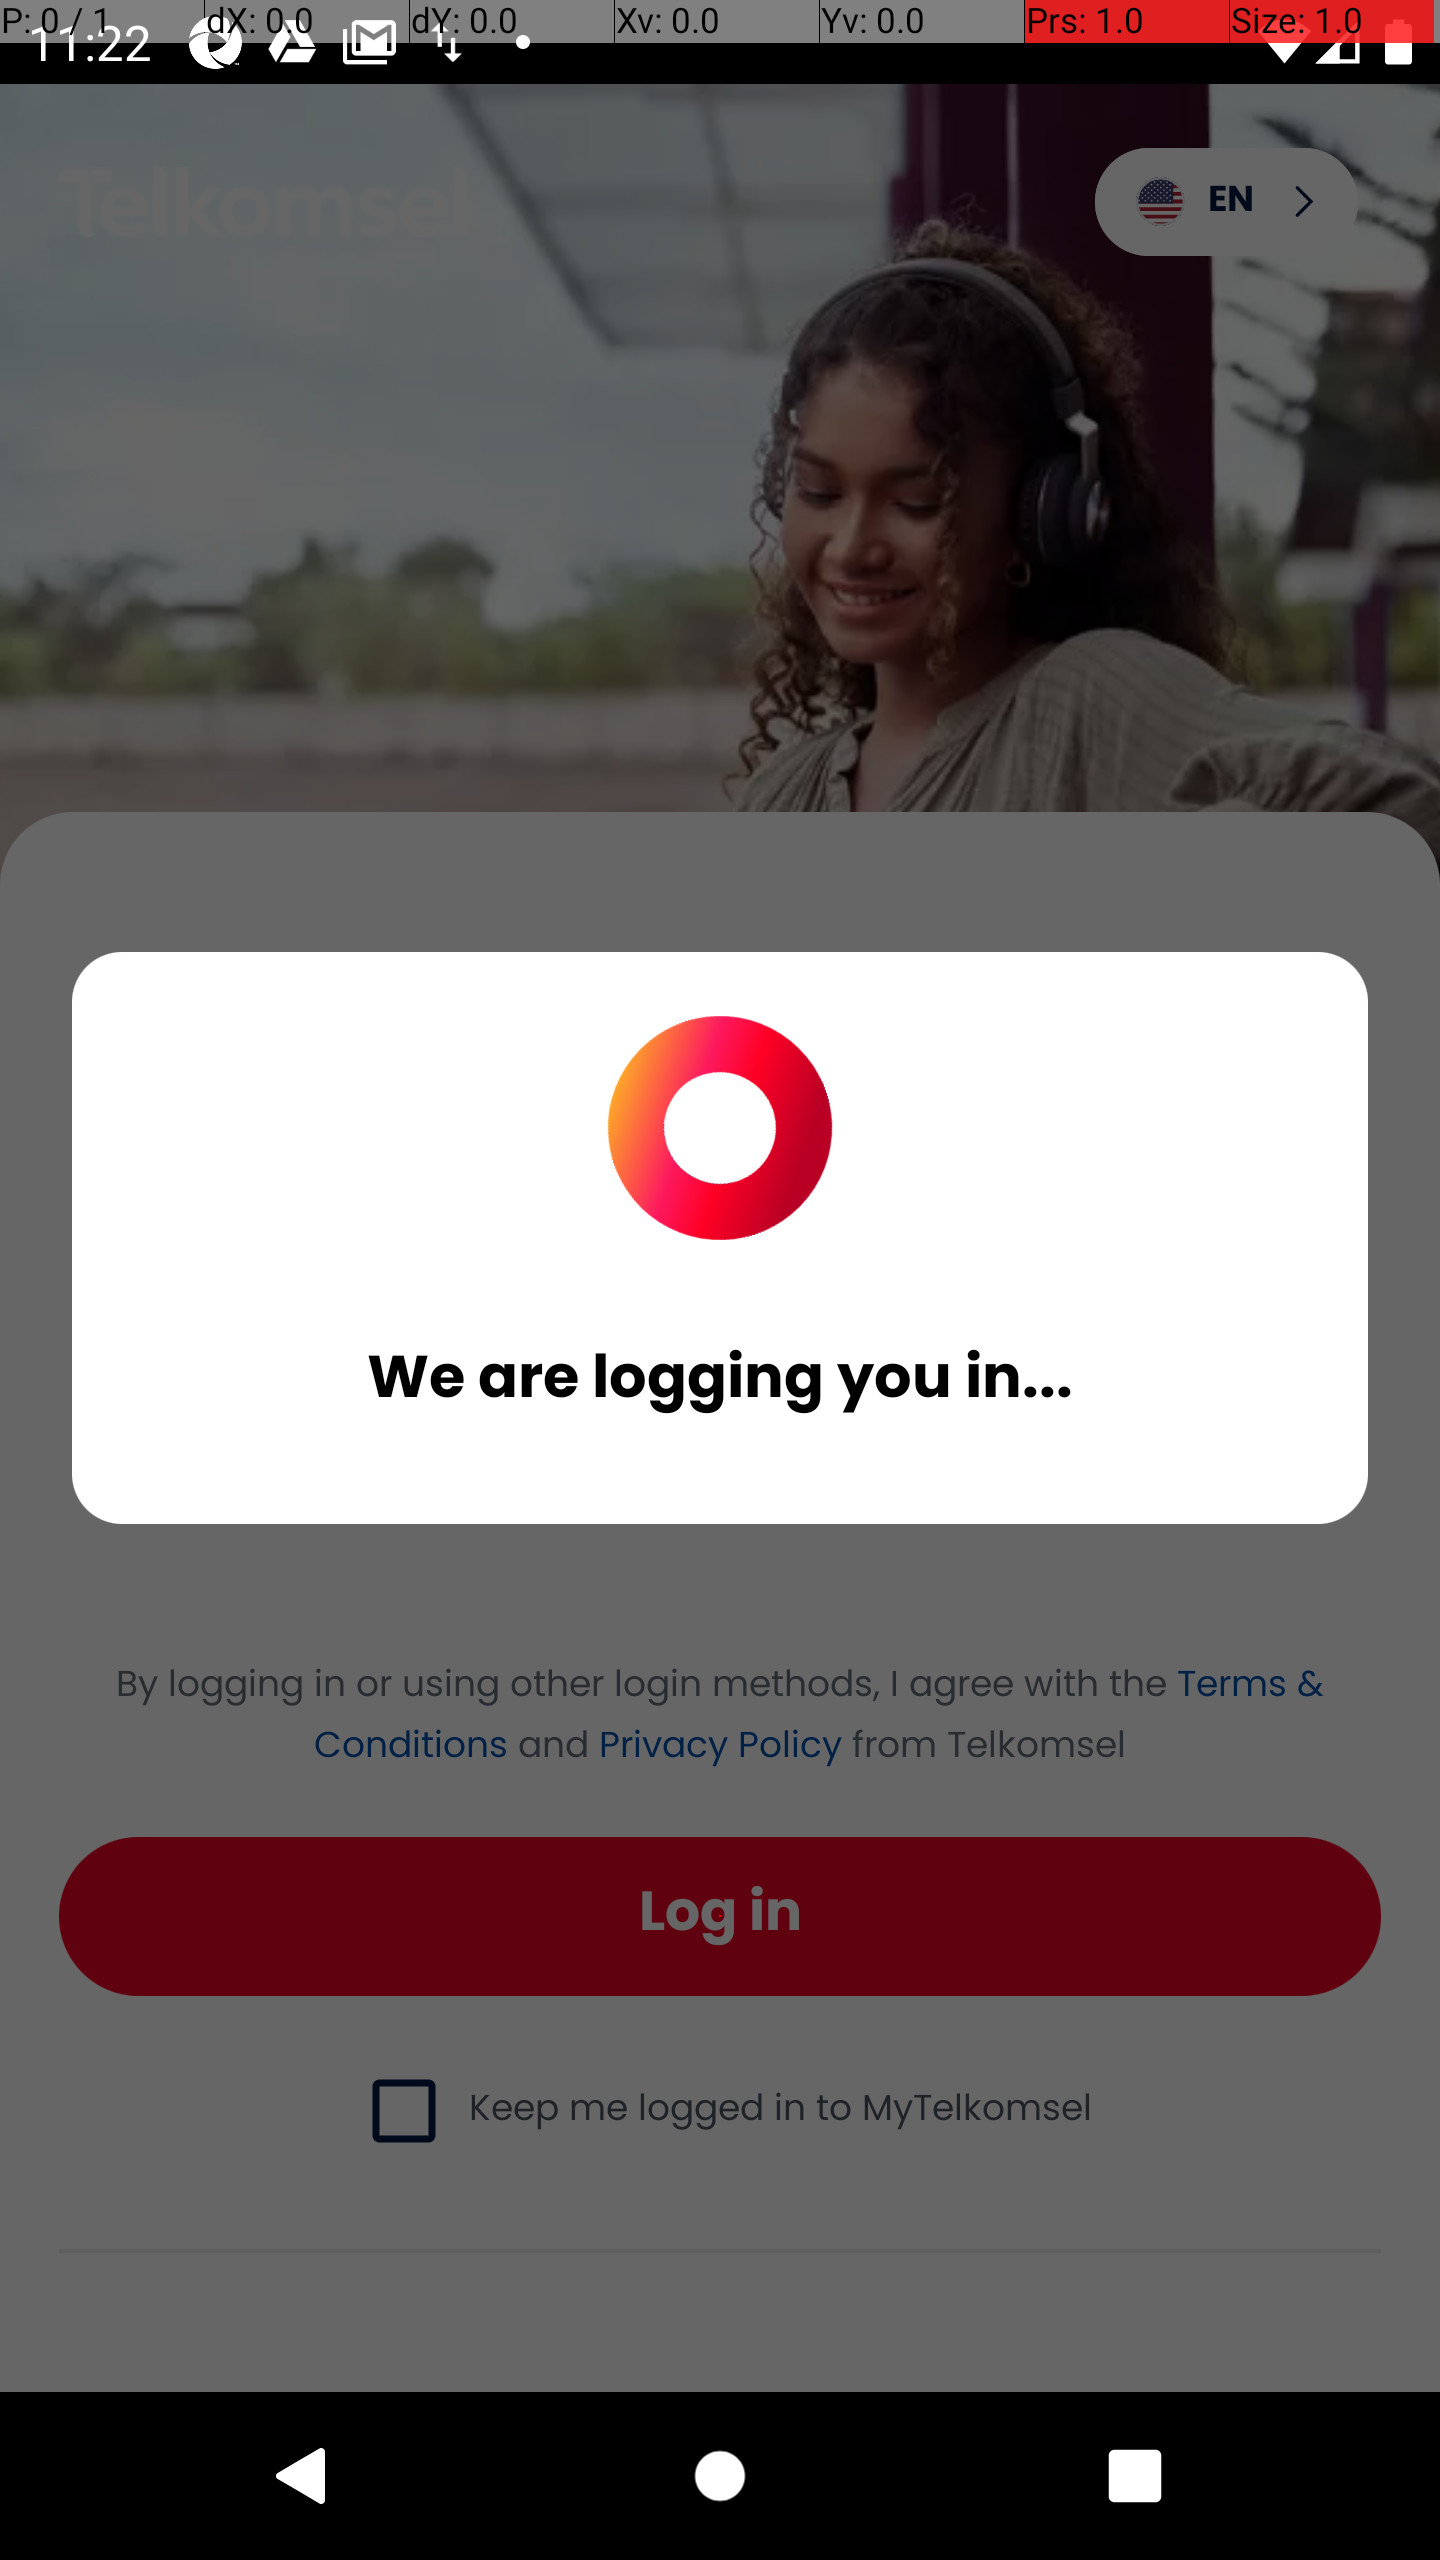 P: 0 / 1 dX: 0.0 dY: 0.0 Xv: 0.0 Yv: 0.0 Prs: 1.0 Size: 1.0
11:22
Telkomsel
EN
We are logging you in...
By logging in or using other login methods, I agree with the Terms &
Conditions and Privacy Policy from Telkomsel
Log in
Keep me logged in to MyTelkomsel